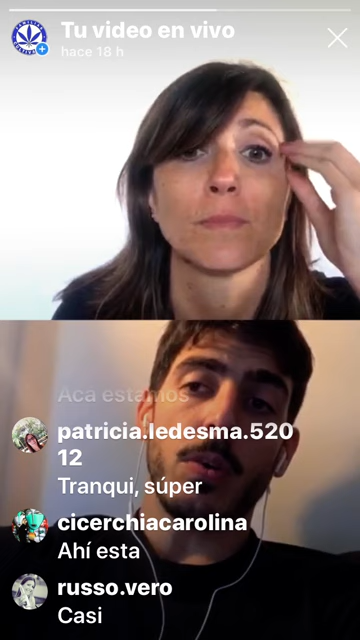 Tu video en vivo
hace 18 h
Aca estamos
patricia.ledesma.520
12
Tranqui, súper
cicerchiacarolina
Ahí esta
russo.vero
Casi